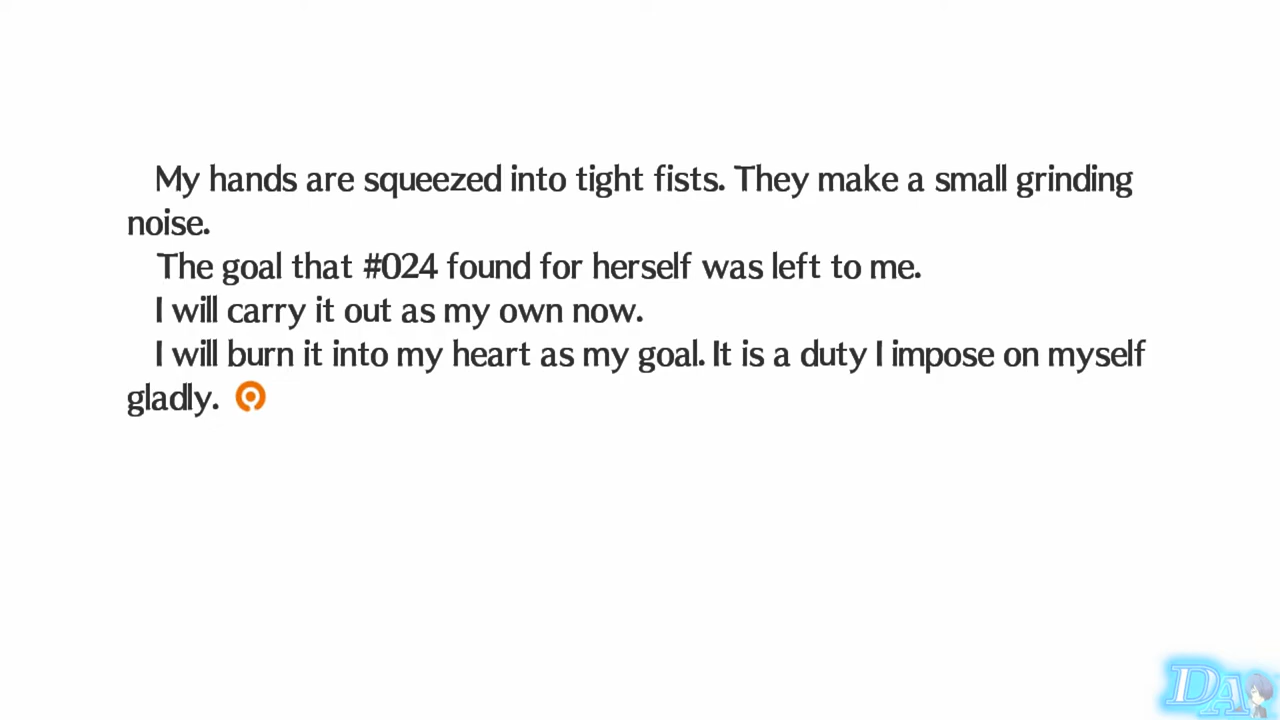 My hands are squeezed into tight fists. They make a small grinding
noise.
The goal that #024 found for herself was left to me.
I will carry it out as my own now.
I will burn it into my heart as my goal. It is a duty I impose on myself
gladly.
DA